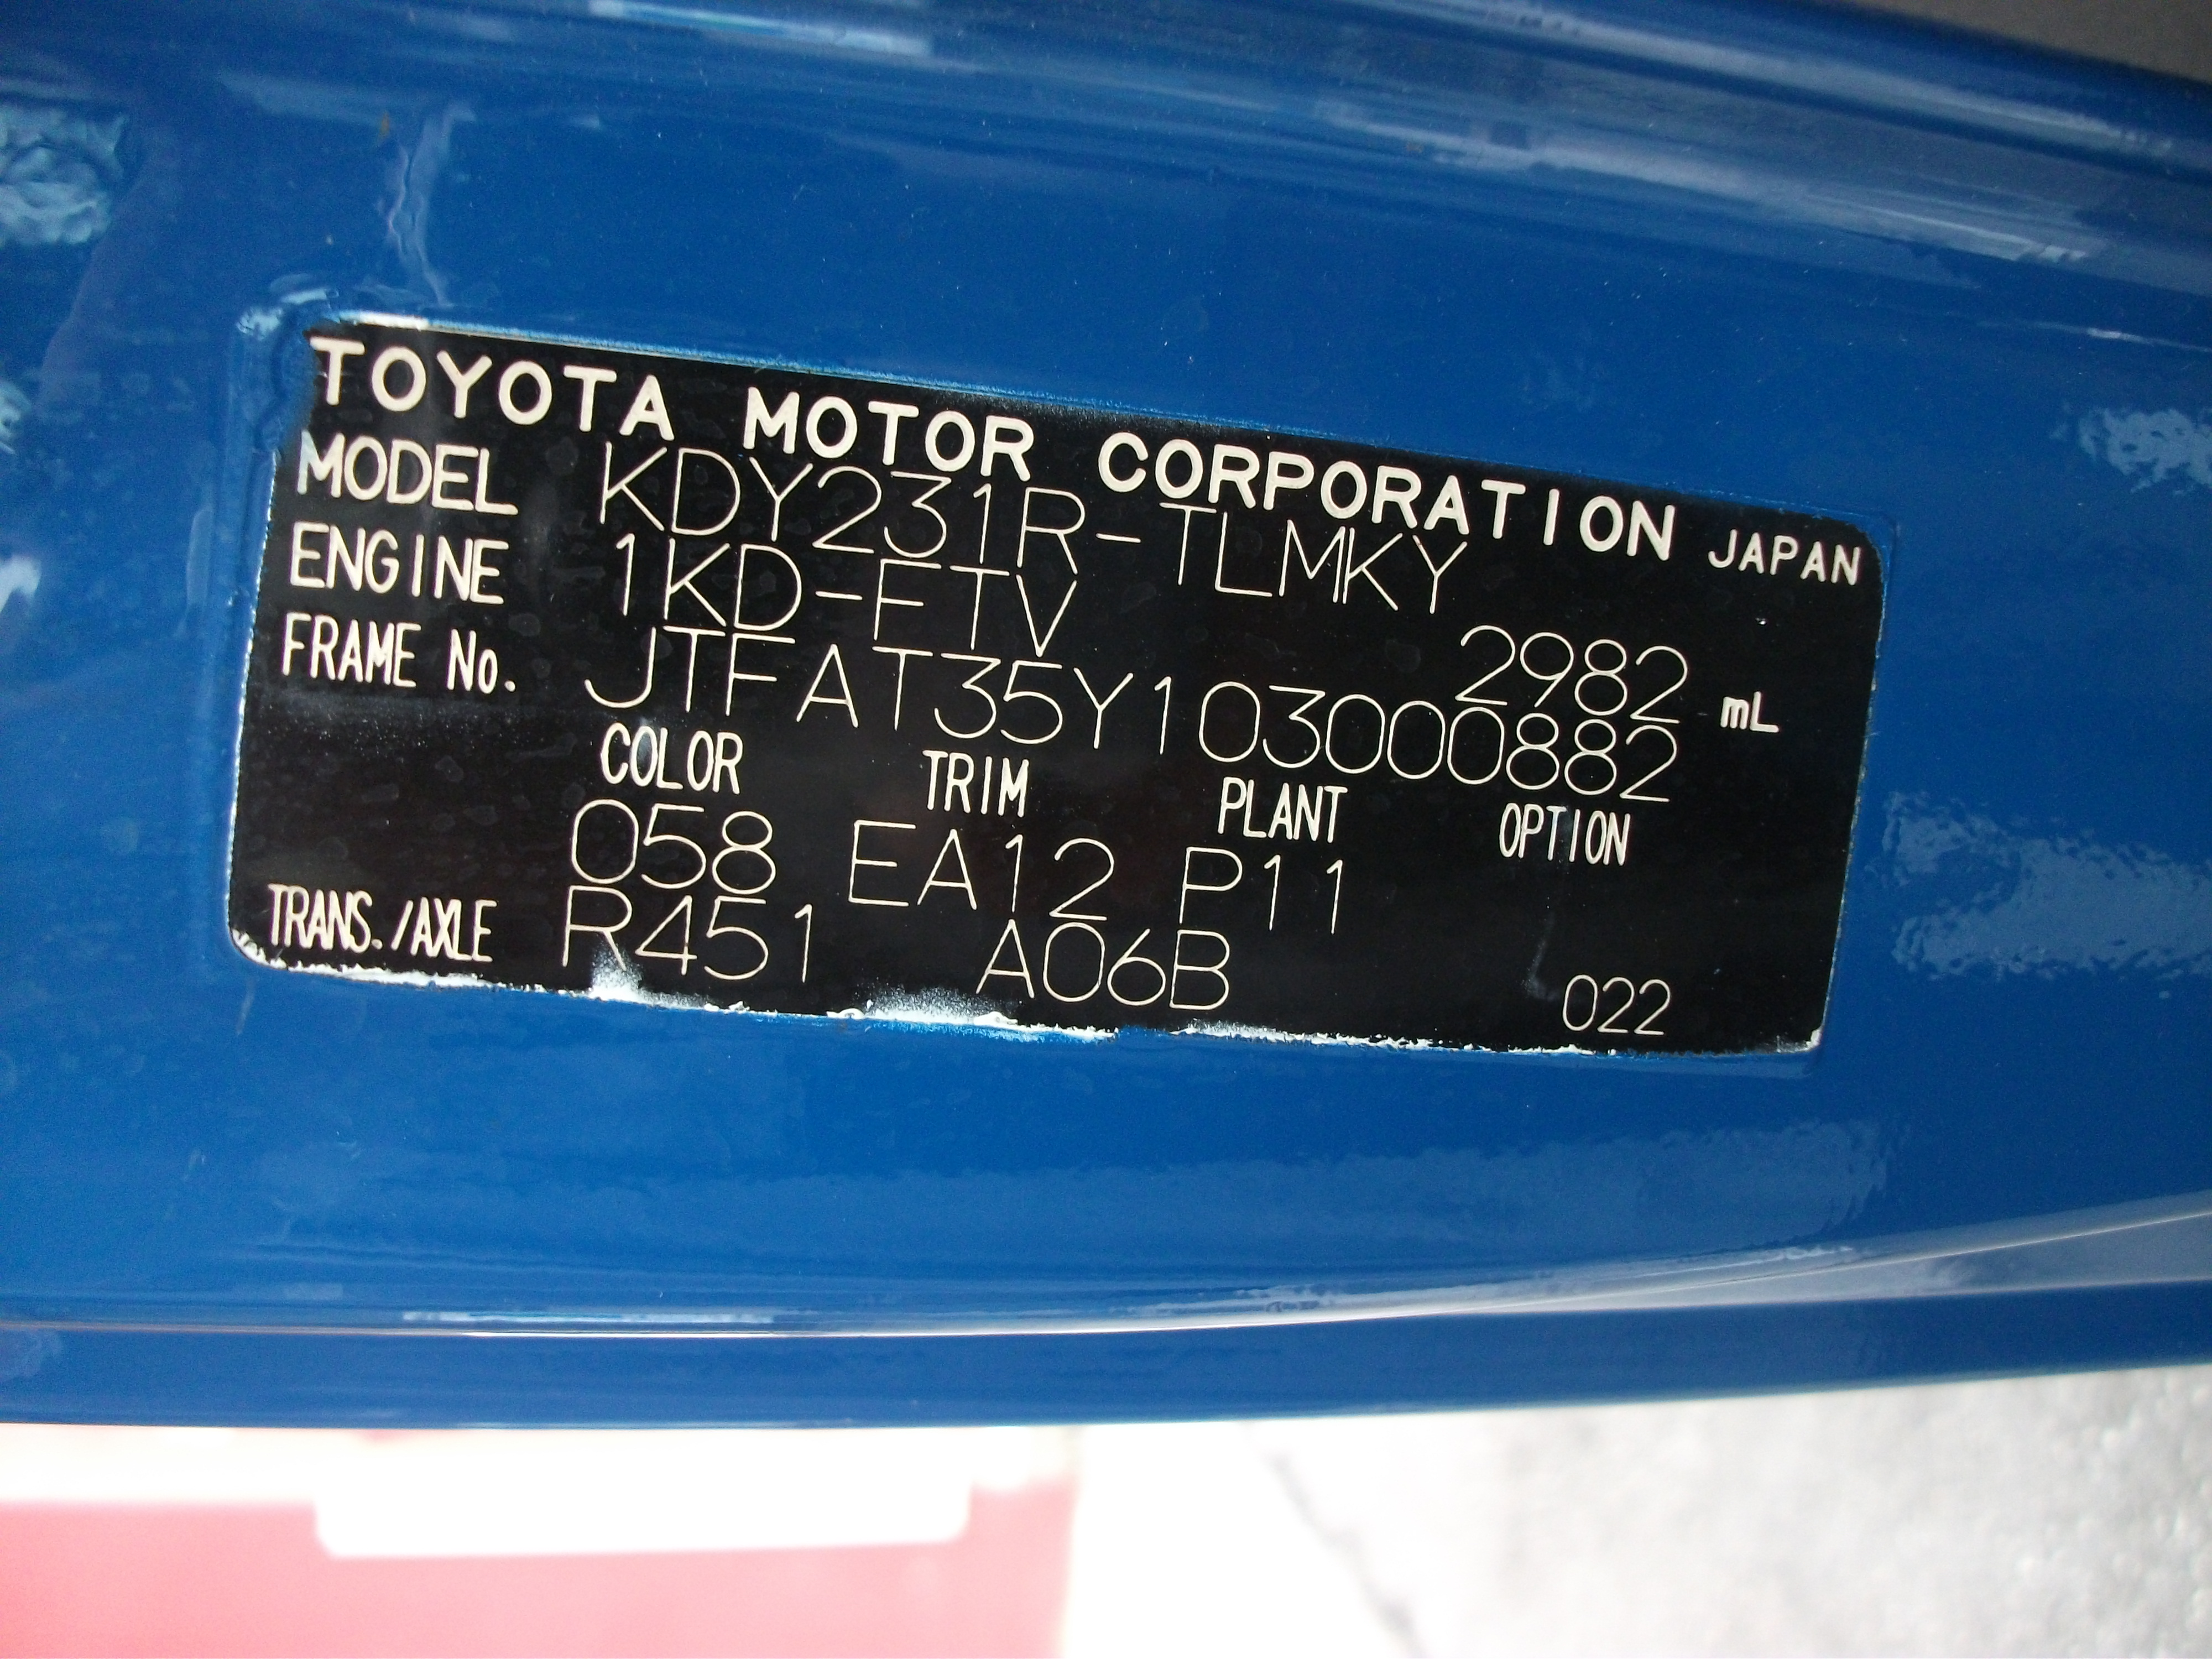 TOYOTA MOTOR CORPORATION JAPAN
MODEL KDY231R-TLMKY
ENGINE 1KD-FTV 2982 mL
FRAME No. JTFAT35Y103000882
COLOR TRIM PLANT OPTION
058 EA12 P11
TRANS./AXLE R451 A06B 022